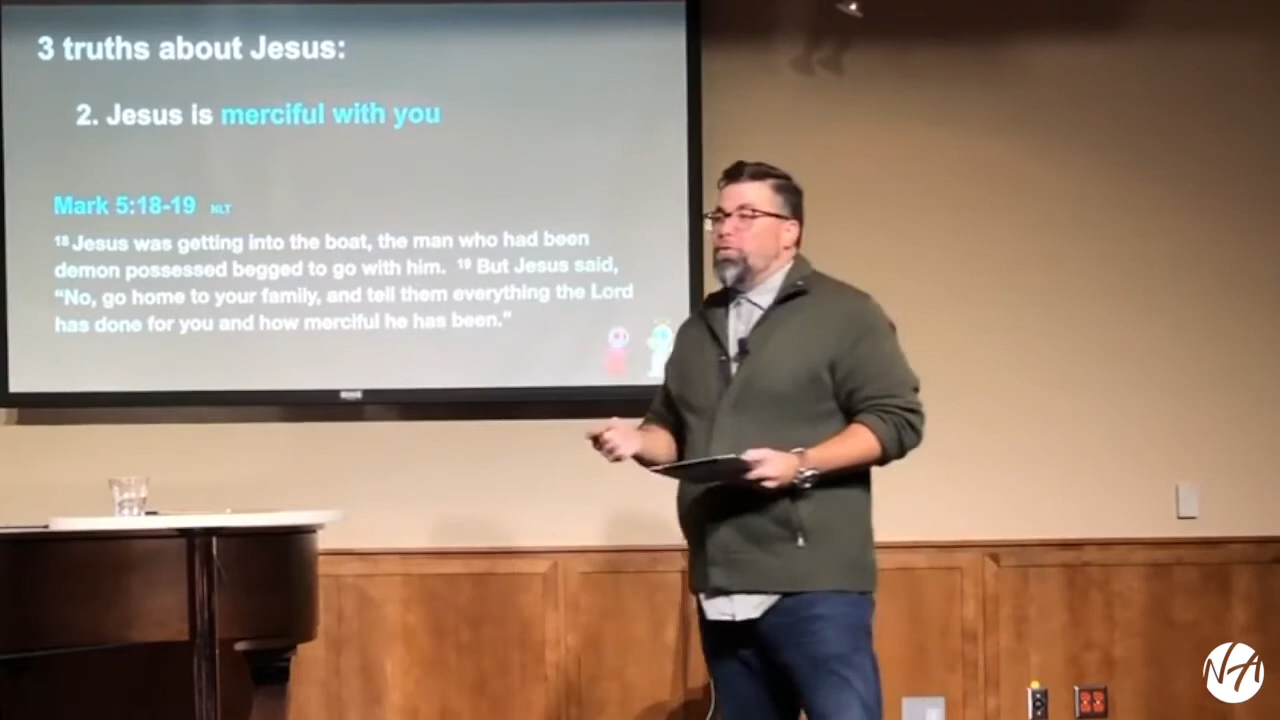 3 truths about Jesus:
2. Jesus is merciful with you
Mark 5:18-19 NLT
18 Jesus was getting into the boat, the man who had been
demon possessed begged to go with him. 19 But Jesus said,
“No, go home to your family, and tell them everything the Lord
has done for you and how merciful he has been.”
NA